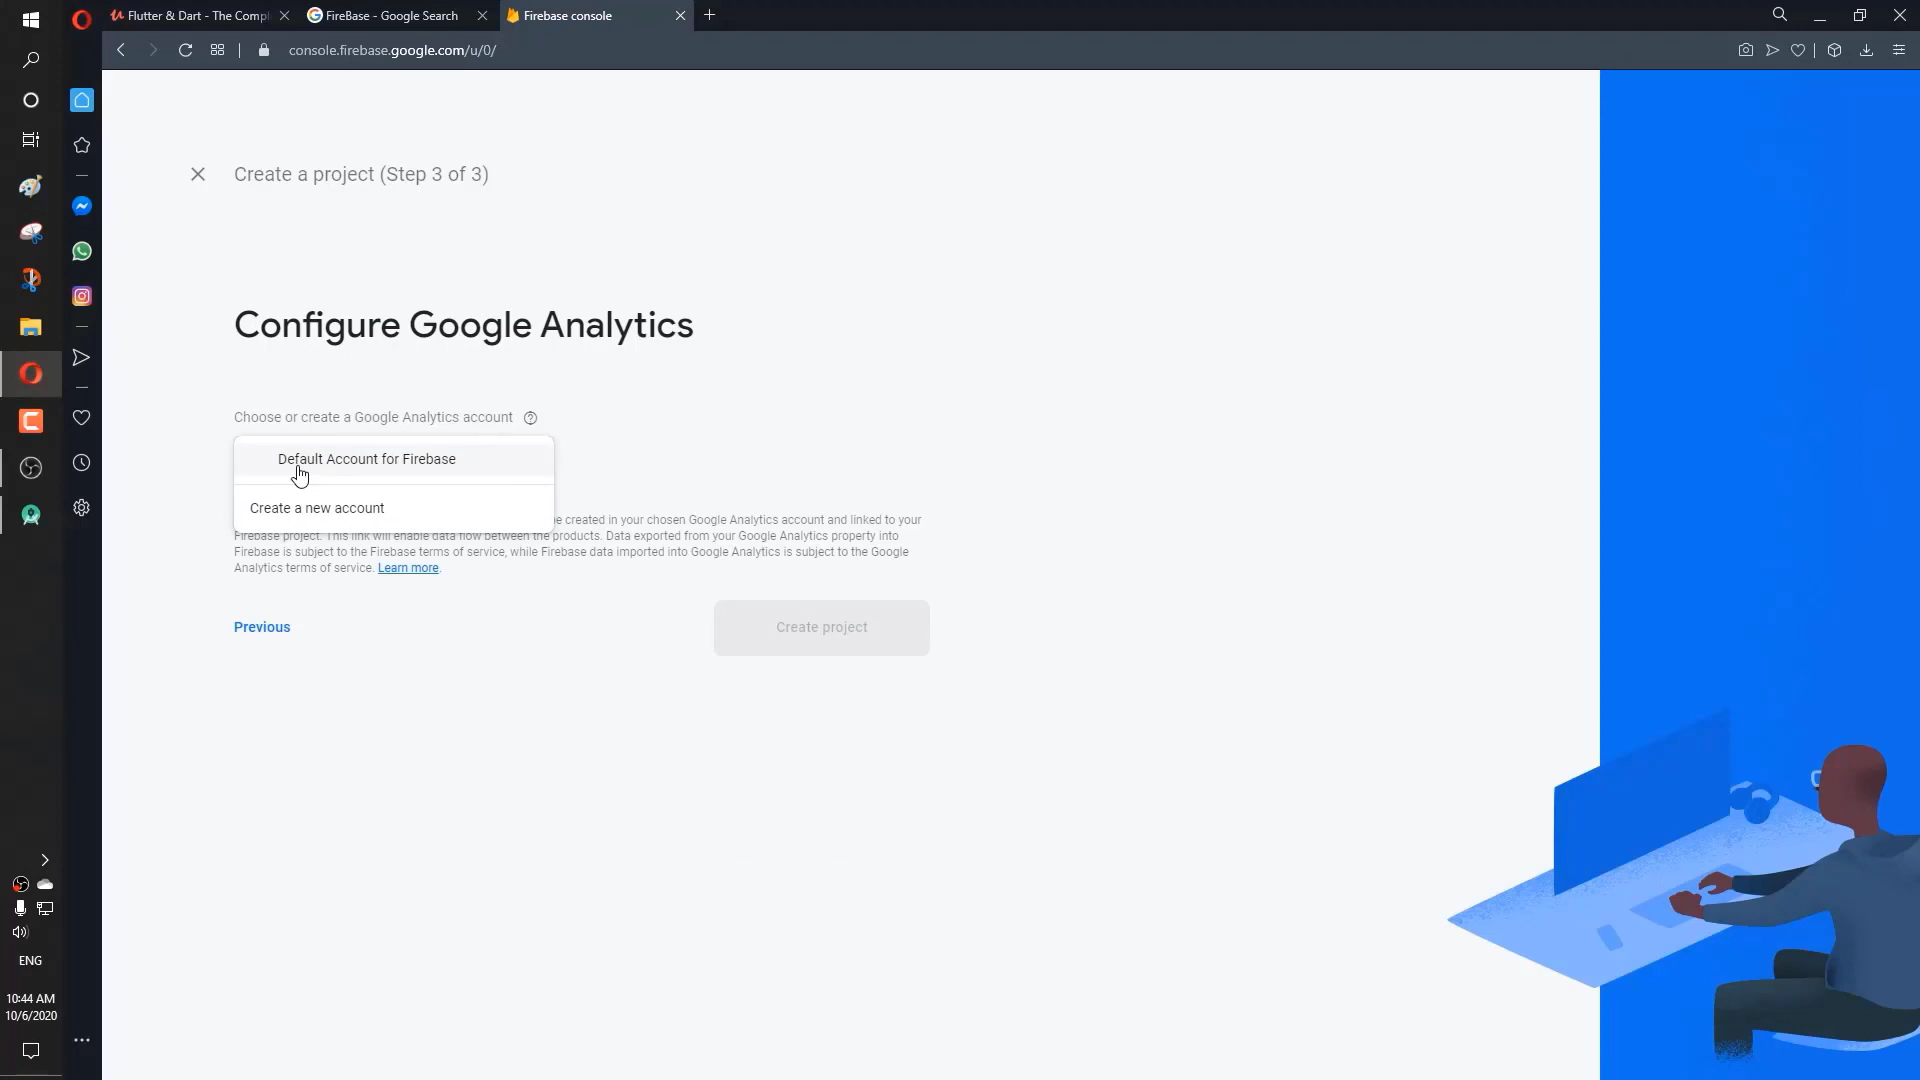 Flutter & Dart - The Compl
FireBase - Google Search
Firebase console
console.firebase.google.com/u/0/
Create a project (Step 3 of 3)
Configure Google Analytics
Choose or create a Google Analytics account
Default Account for Firebase
Create a new account
be created in your chosen Google Analytics account and linked to your
Firebase project. This link will enable data flow between the products. Data exported from your Google Analytics property into
Firebase is subject to the Firebase terms of service, while Firebase data imported into Google Analytics is subject to the Google
Analytics terms of service. Learn more.
Previous
Create project
ENG
10:44 AM
10/6/2020